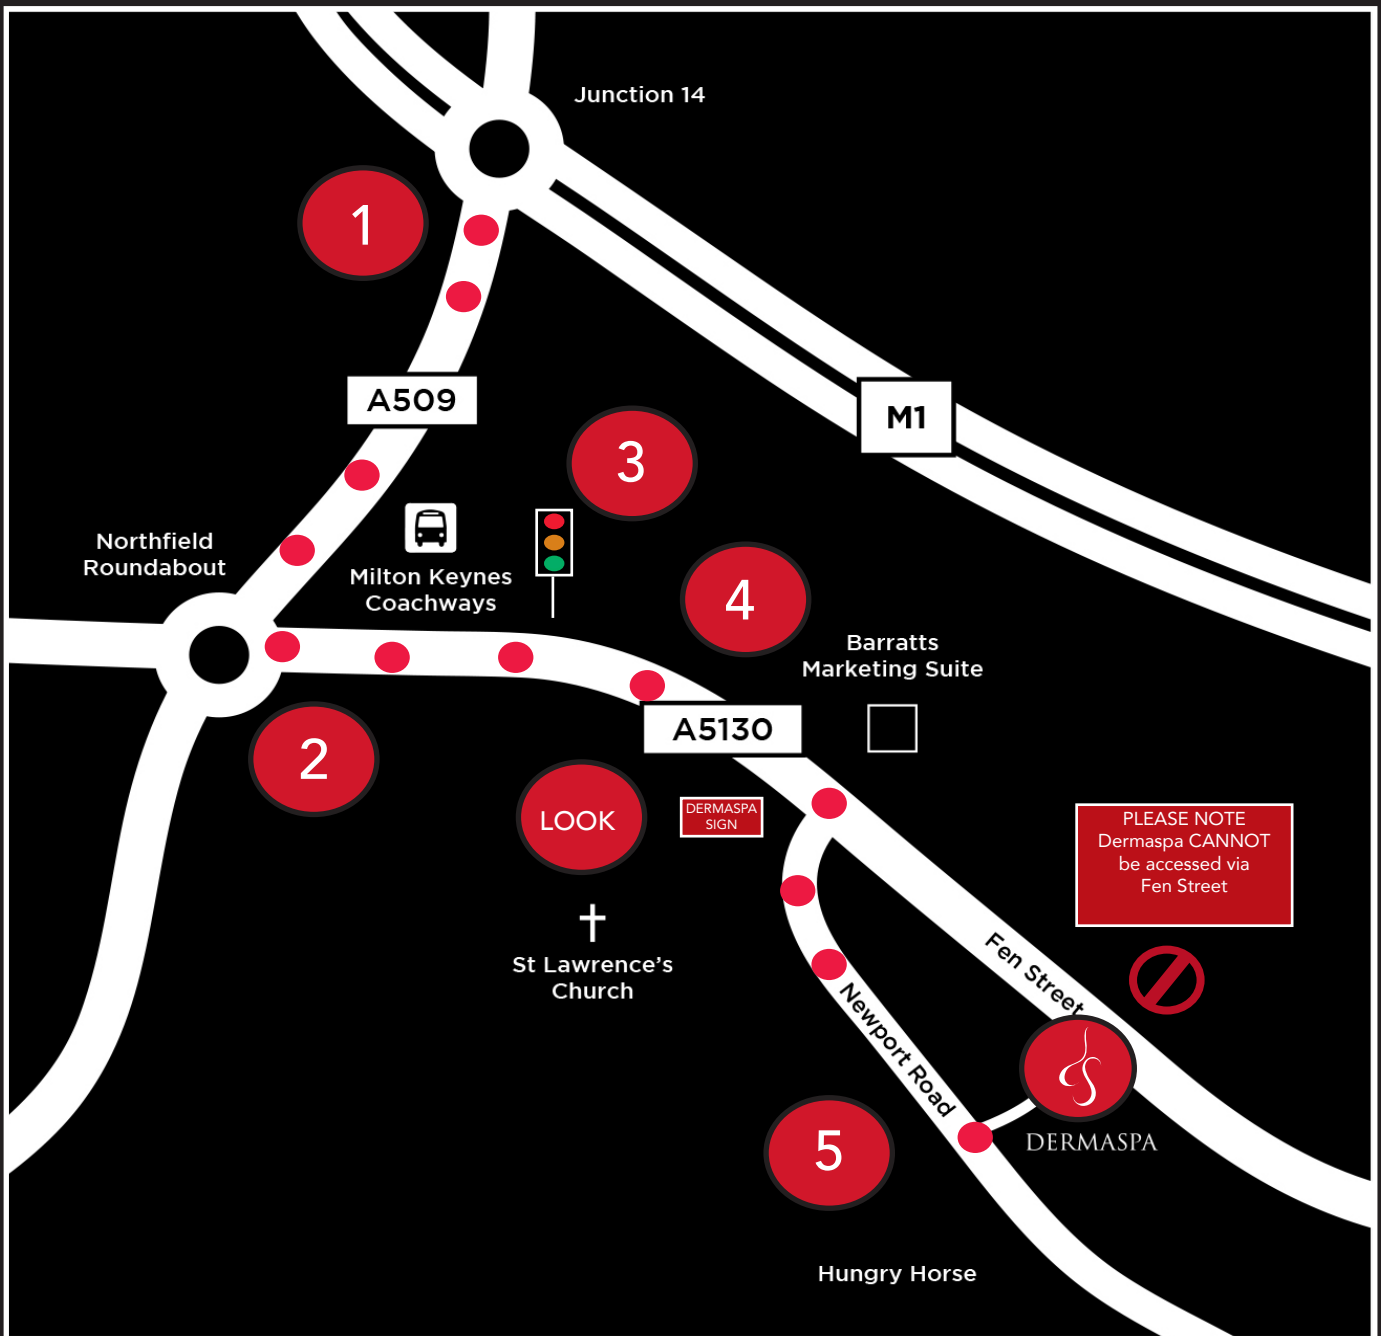 Junction 14
1
A509
M1
3
Northfield
Roundabout
Milton Keynes
Coachways
4
Barratts
Marketing Suite
A5130
2
LOOK
DERMASPA
SIGN
PLEASE NOTE
Dermaspa CANNOT
be accessed via
Fen Street
St Lawrence’s
Church
Fen Street
Newport Road
5
DERMASPA
Hungry Horse